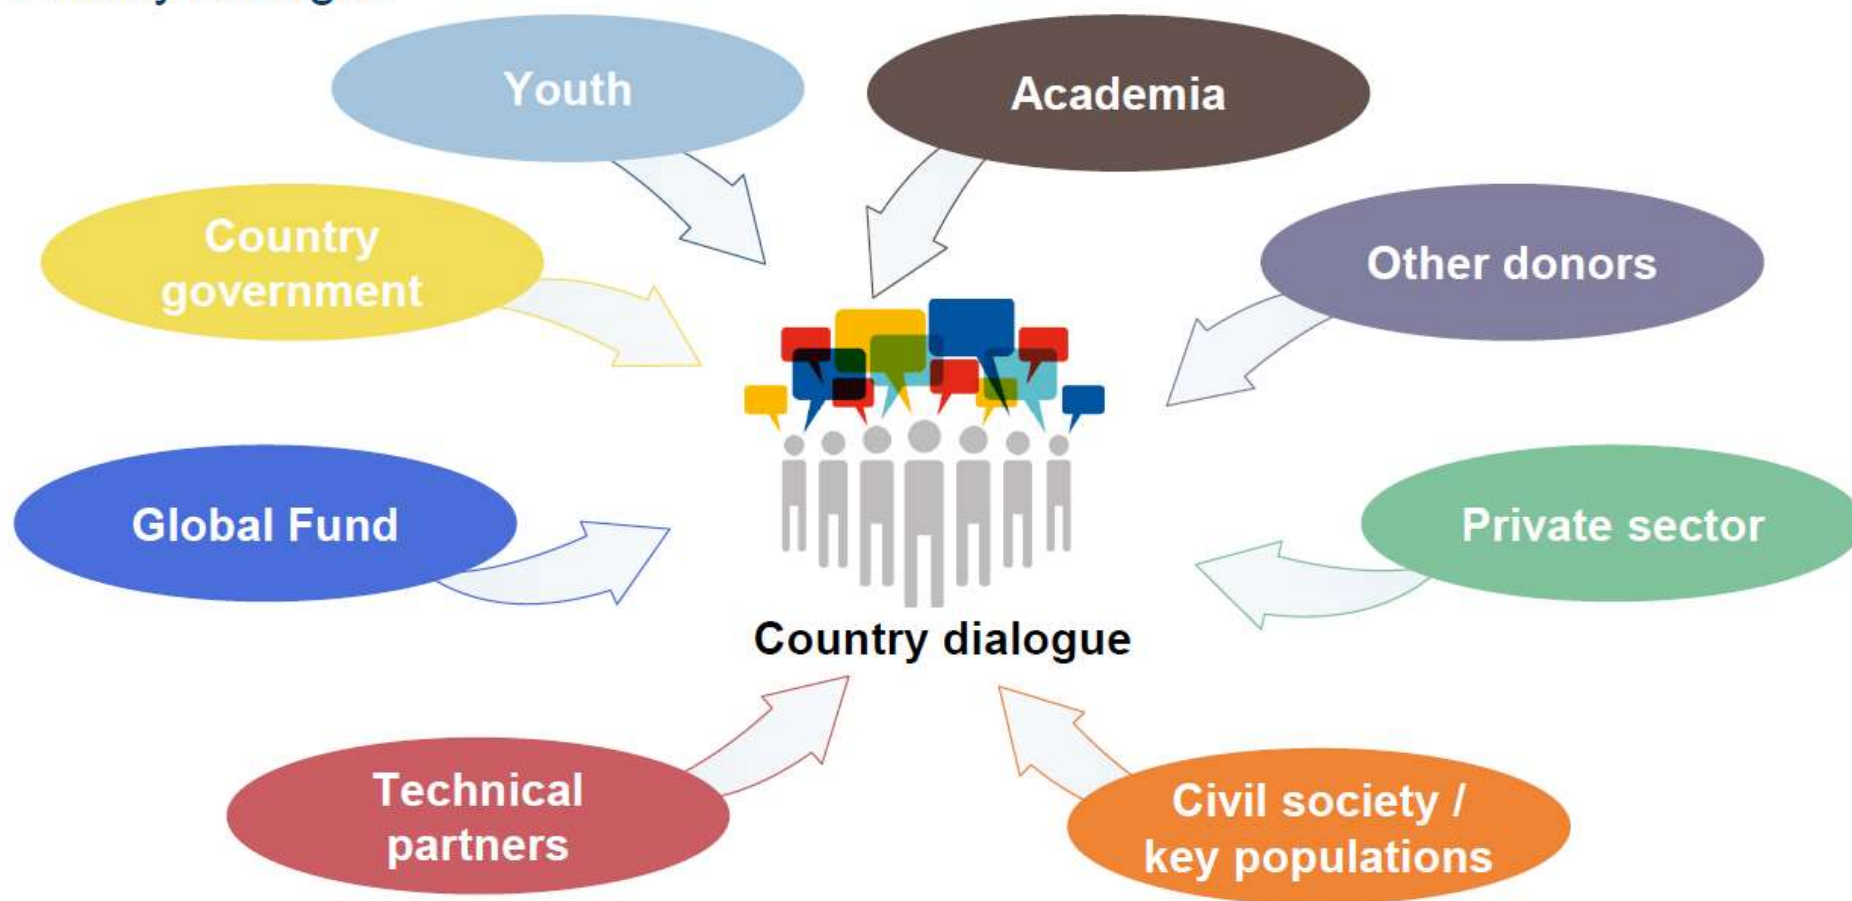 Youth
Academia
Country
government
Other donors
Global Fund
Private sector
Country dialogue
Technical
partners
Civil society /
key populations